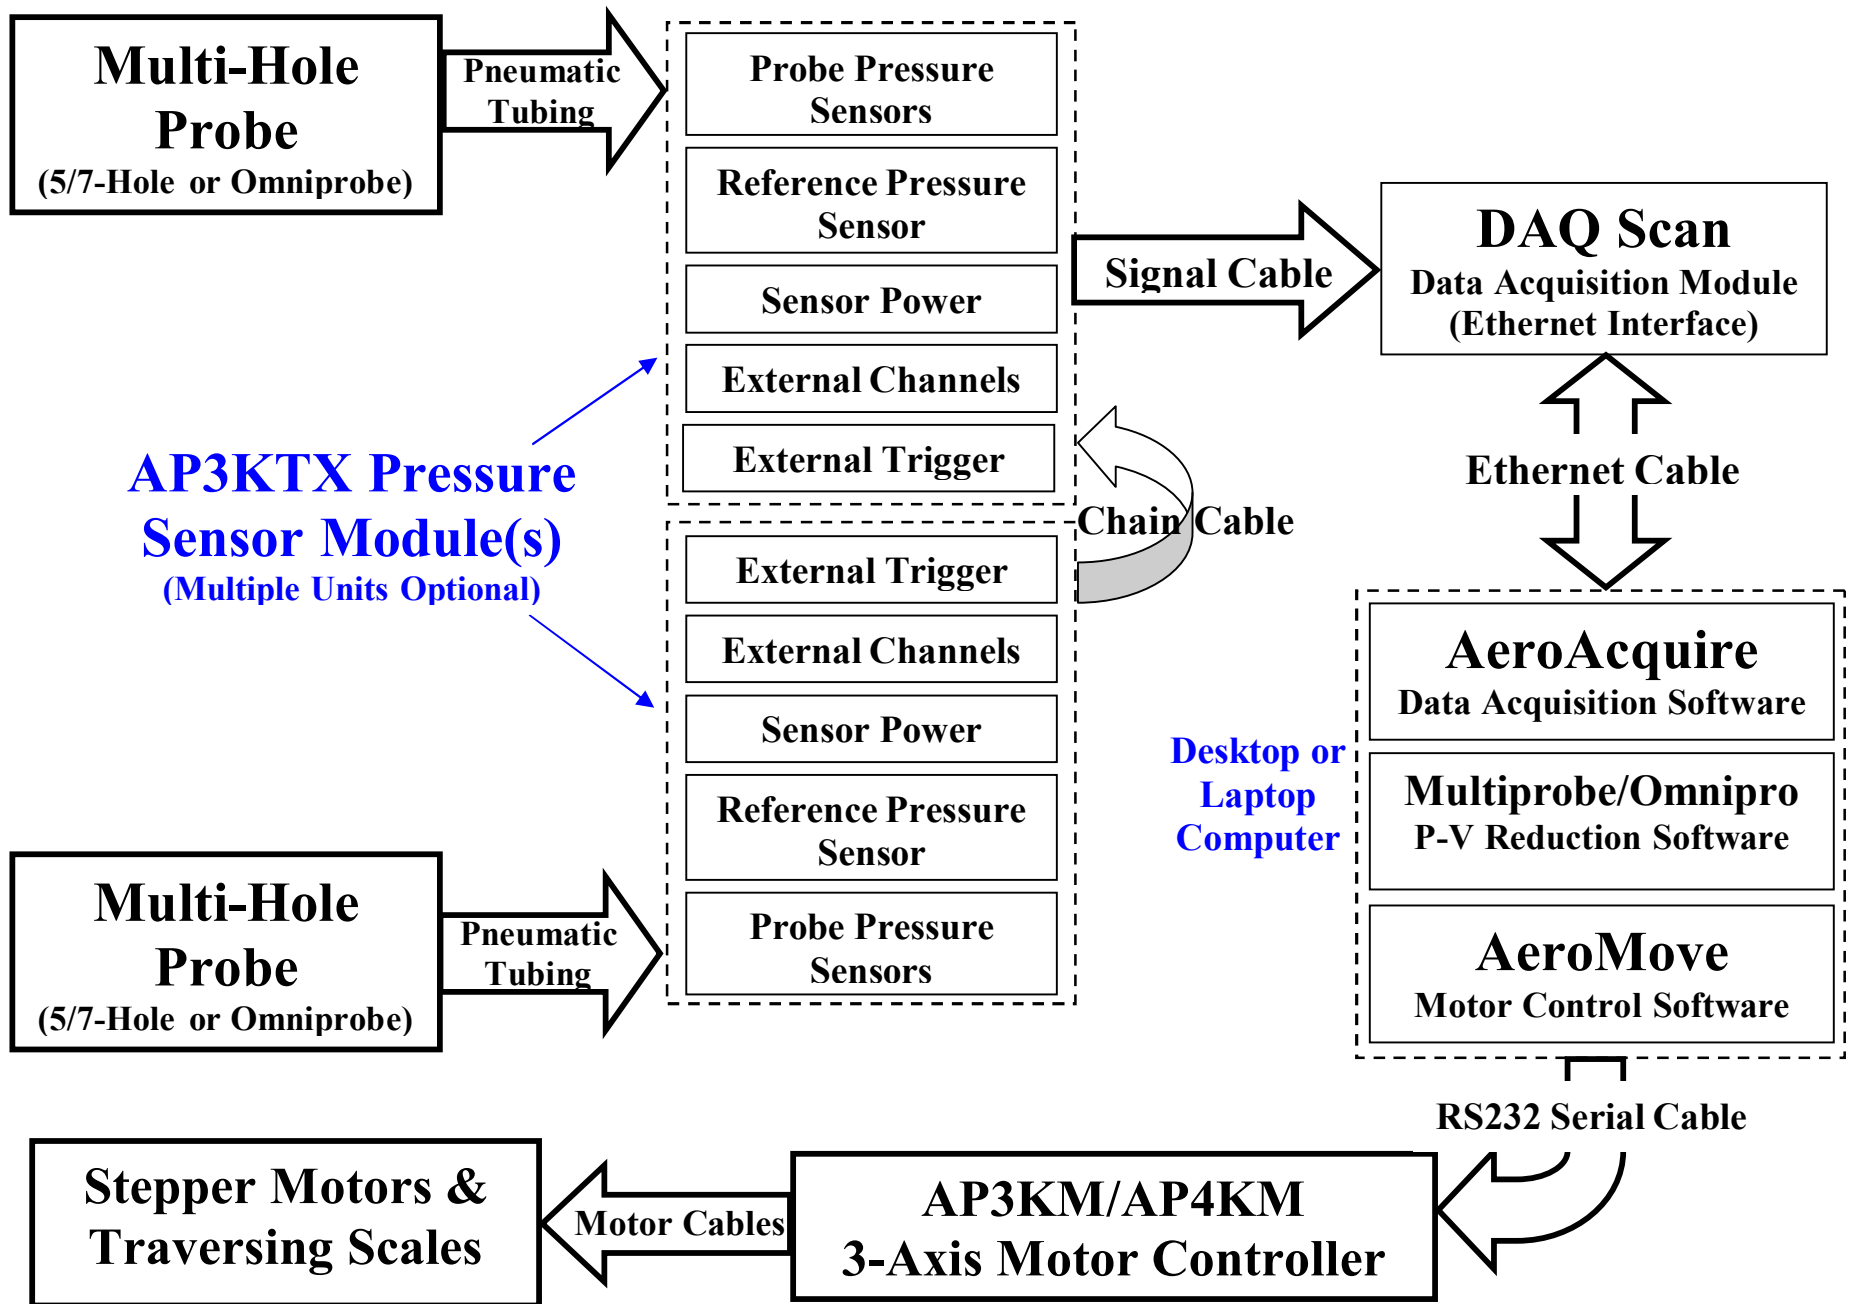 Multi-Hole
Probe
(5/7-Hole or Omniprobe)
Pneumatic
Tubing
Probe Pressure
Sensors
Reference Pressure
Sensor
Sensor Power
External Channels
External Trigger
Signal Cable
DAQ Scan
Data Acquisition Module
(Ethernet Interface)
Ethernet Cable
AP3KTX Pressure
Sensor Module(s)
(Multiple Units Optional)
Chain Cable
External Trigger
External Channels
Sensor Power
Reference Pressure
Sensor
Probe Pressure
Sensors
Multi-Hole
Probe
(5/7-Hole or Omniprobe)
Pneumatic
Tubing
Desktop or
Laptop
Computer
AeroAcquire
Data Acquisition Software
Multiprobe/Omnipro
P-V Reduction Software
AeroMove
Motor Control Software
RS232 Serial Cable
AP3KM/AP4KM
3-Axis Motor Controller
Motor Cables
Stepper Motors &
Traversing Scales